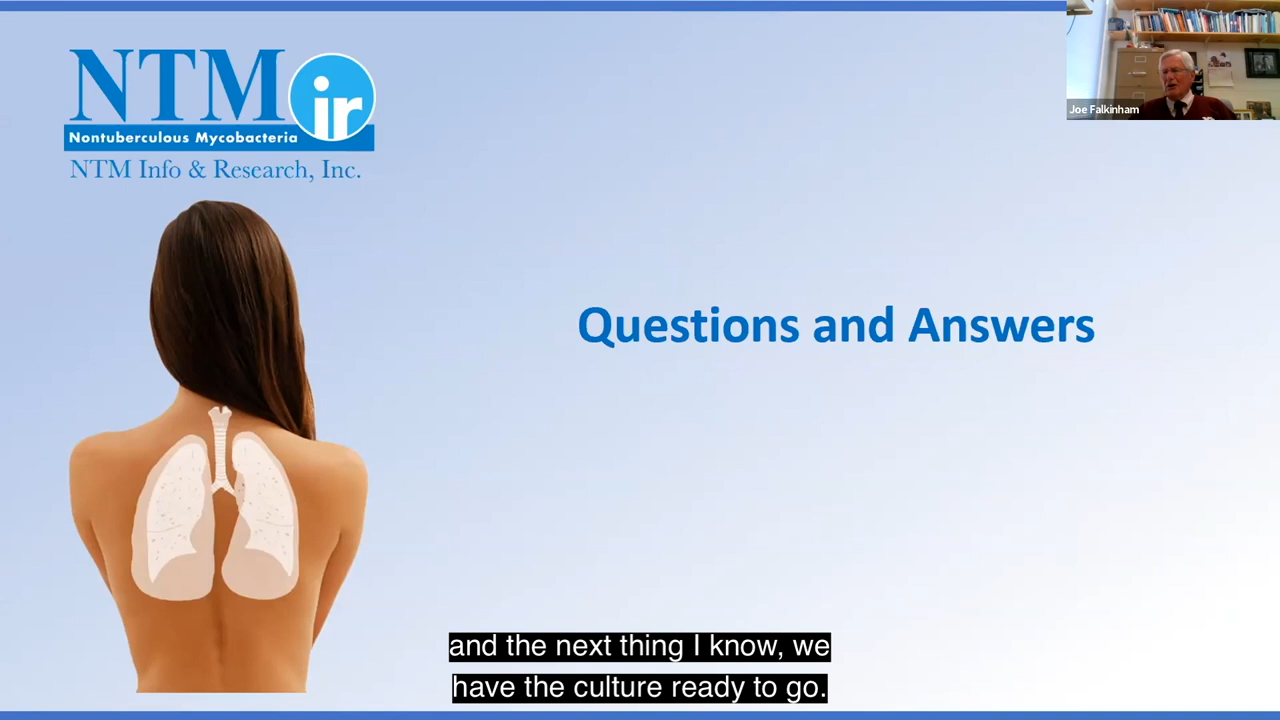 NTM
ir
Nontuberculous Mycobacteria
NTM Info & Research, Inc.
Joe Falkinham
Questions and Answers
and the next thing I know, we
have the culture ready to go.